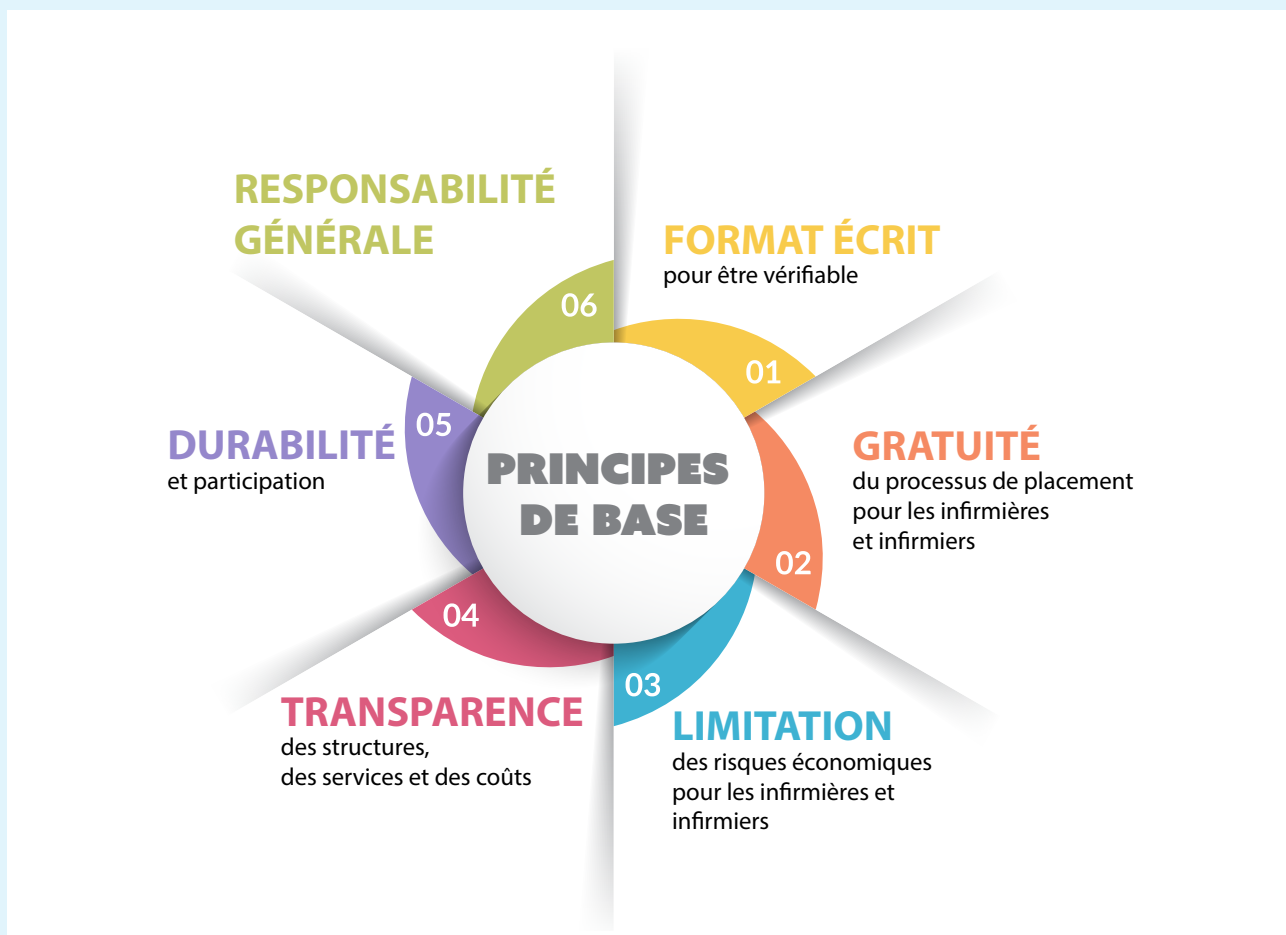 PRINCIPES
DE BASE
01
FORMAT ÉCRIT
pour être vérifiable
02
GRATUITÉ
du processus de placement
pour les infirmières
et infirmiers
03
LIMITATION
des risques économiques
pour les infirmières et
infirmiers
04
TRANSPARENCE
des structures,
des services et des coûts
05
DURABILITÉ
et participation
06
RESPONSABILITÉ
GÉNÉRALE